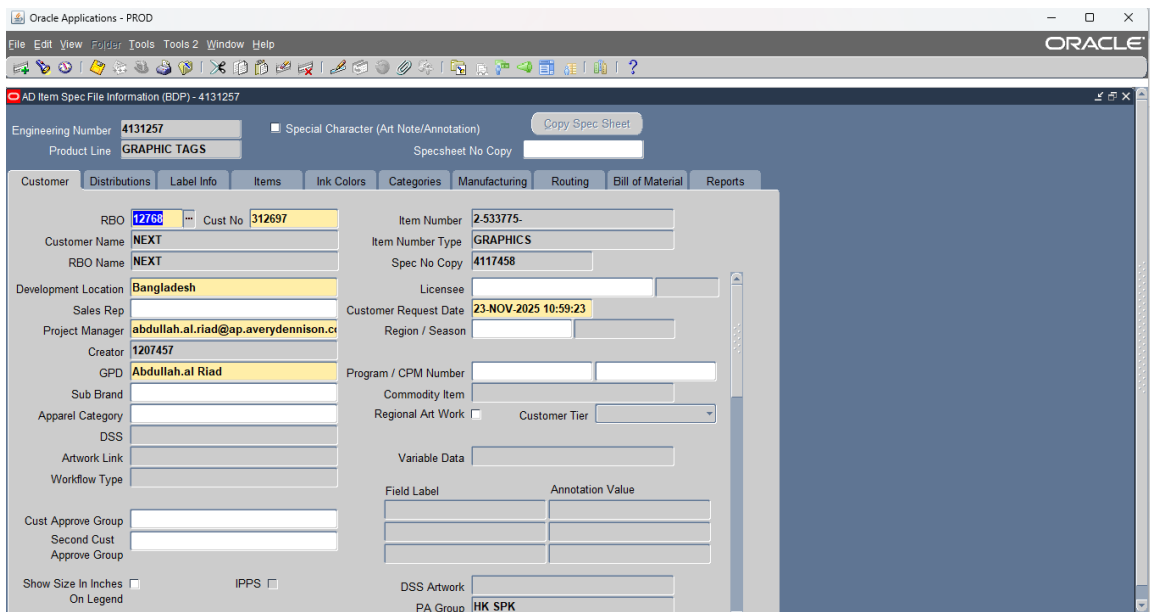 Oracle Applications - PROD
File Edit View Folder Tools Tools 2 Window Help
ORACLE
AD Item Spec File Information (BDP) - 4131257
Engineering Number 4131257
Special Character (Art Note/Annotation)
Copy Spec Sheet
Product Line GRAPHIC TAGS
Specsheet No Copy
Customer Distributions Label Info Items Ink Colors Categories Manufacturing Routing Bill of Material Reports
RBO 12768 ... Cust No 312697
Item Number 2-533775-
Customer Name NEXT
Item Number Type GRAPHICS
RBO Name NEXT
Spec No Copy 4117458
Development Location Bangladesh
Licensee
Sales Rep
Customer Request Date 23-NOV-2025 10:59:23
Project Manager abdullah.al.riad@ap.averydennison.co
Region / Season
Creator 1207457
GPD Abdullah.al Riad
Program / CPM Number
Sub Brand
Commodity Item
Apparel Category
Regional Art Work
Customer Tier
DSS
Artwork Link
Variable Data
Workflow Type
Field Label
Annotation Value
Cust Approve Group
Second Cust
Approve Group
Show Size In Inches
On Legend
IPPS
DSS Artwork
PA Group HK SPK